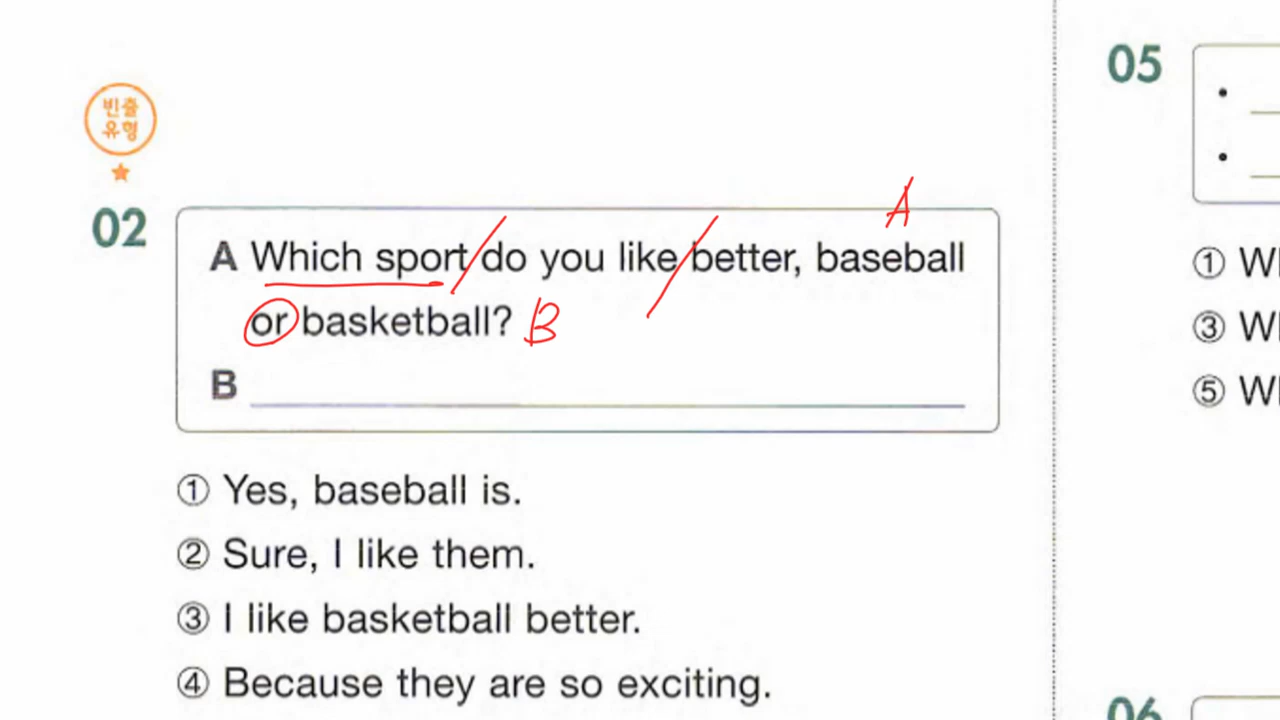 빈출
유형
02
A Which sport do you like better, baseball
A
or basketball? B
B
① Yes, baseball is.
② Sure, I like them.
③ I like basketball better.
④ Because they are so exciting.
05
①
③
⑤
06